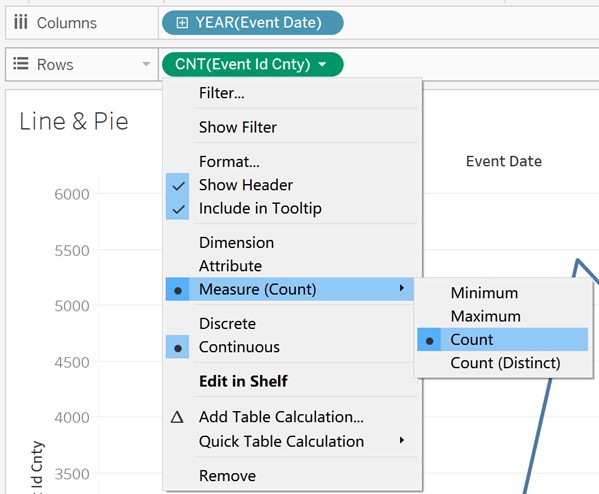 Columns
YEAR(Event Date)
Rows
CNT(Event Id Cnty)
Line & Pie
Event Date
6000
5500
5000
4500
4000
3500
Id Cnty
Filter...
Show Filter
Format...
Show Header
Include in Tooltip
Dimension
Attribute
Measure (Count)
Discrete
Continuous
Edit in Shelf
Add Table Calculation...
Quick Table Calculation
Remove
Minimum
Maximum
Count
Count (Distinct)